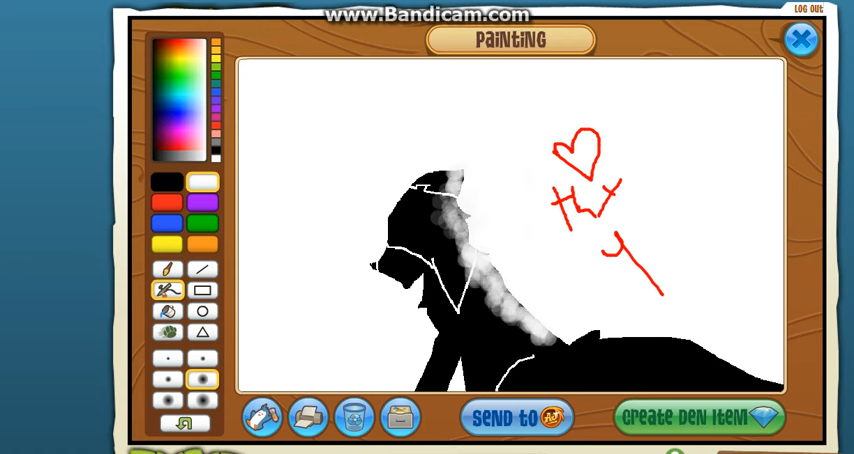 www.Bandicam.com
LOG OUT
PAINTING
SEND TO
CREATE DEN ITEM